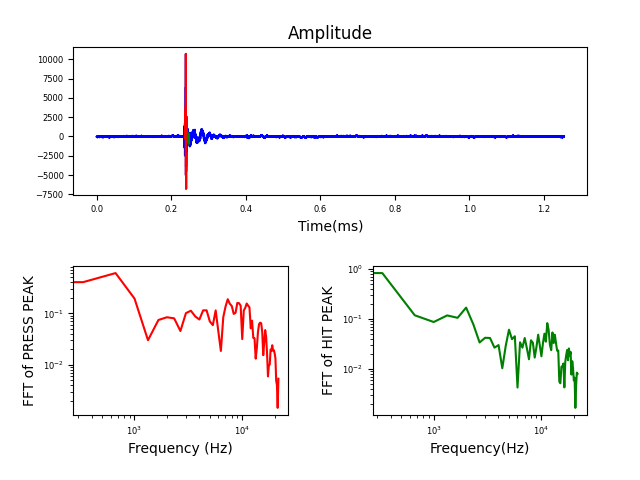 Amplitude
10000
7500
5000
2500
0
−2500
−5000
−7500
0.0 0.2 0.4 0.6 0.8 1.0 1.2
Time(ms)
FFT of PRESS PEAK
10⁻¹
10⁻²
10³ 10⁴
Frequency (Hz)
FFT of HIT PEAK
10⁰
10⁻¹
10⁻²
10³ 10⁴
Frequency(Hz)